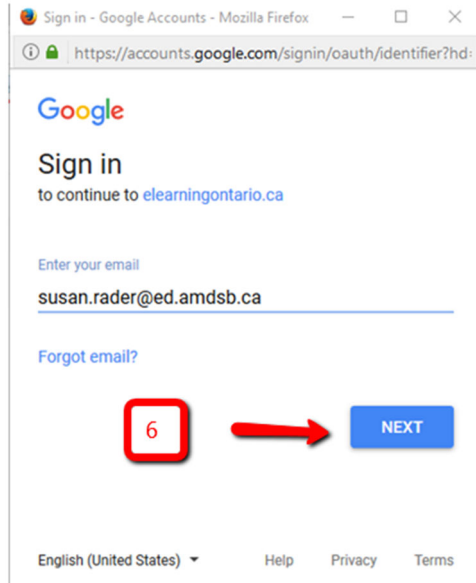 Sign in - Google Accounts - Mozilla Firefox
https://accounts.google.com/signin/oauth/identifier?hd=
Google
Sign in
to continue to elearningontario.ca
Enter your email
susan.rader@ed.amdsb.ca
Forgot email?
6
NEXT
English (United States) Help Privacy Terms